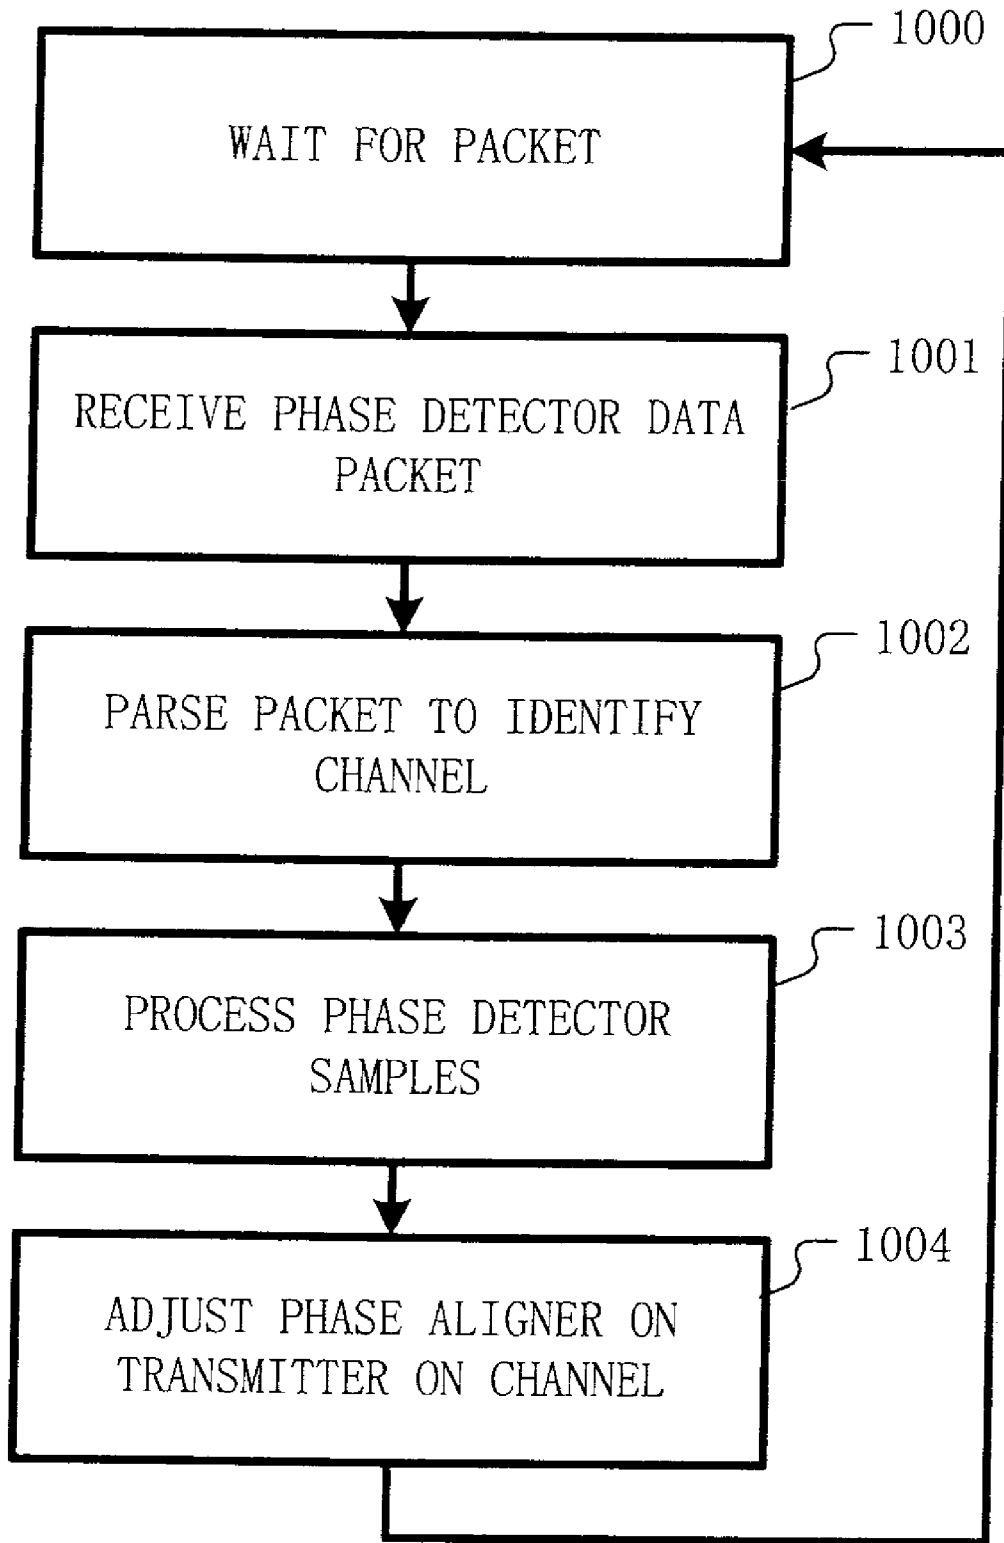 1000
WAIT FOR PACKET
1001
RECEIVE PHASE DETECTOR DATA
PACKET
1002
PARSE PACKET TO IDENTIFY
CHANNEL
1003
PROCESS PHASE DETECTOR
SAMPLES
1004
ADJUST PHASE ALIGNER ON
TRANSMITTER ON CHANNEL